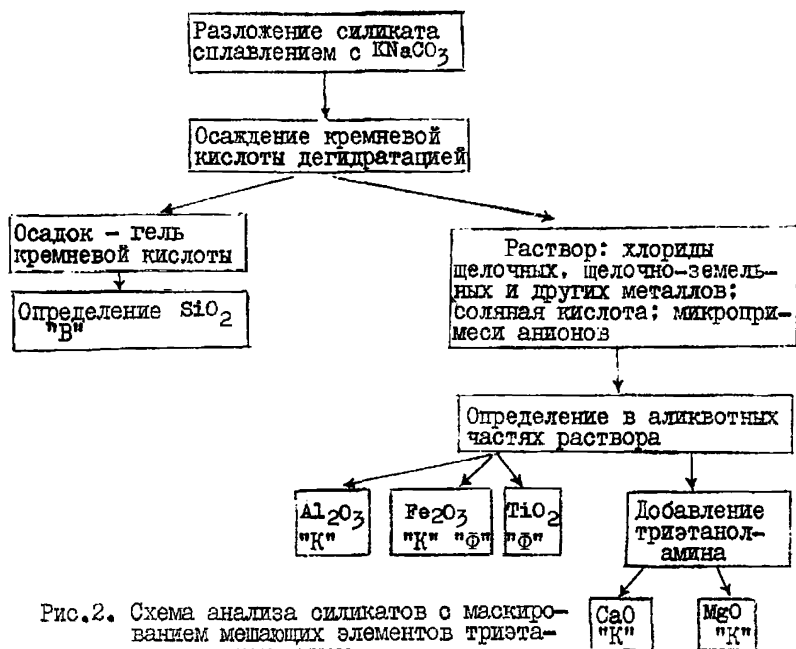 Разложение силиката
сплавлением с KNaCO₃
Осаждение кремневой
кислоты дегидратацией
Осадок – гель
кремневой кислоты
Определение SiO₂
"В"
Раствор: хлориды
щелочных, щелочно-земель-
ных и других металлов;
соляная кислота; микропри-
меси анионов
Определение в аликвотных
частях раствора
Al₂O₃
"К"
Fe₂O₃
"К" "Ф"
TiO₂
"Ф"
Добавление
триэтанол-
амина
CaO
"К"
MgO
"К"
Рис.2. Схема анализа силикатов с маскиро-
ванием мешающих элементов триэта-